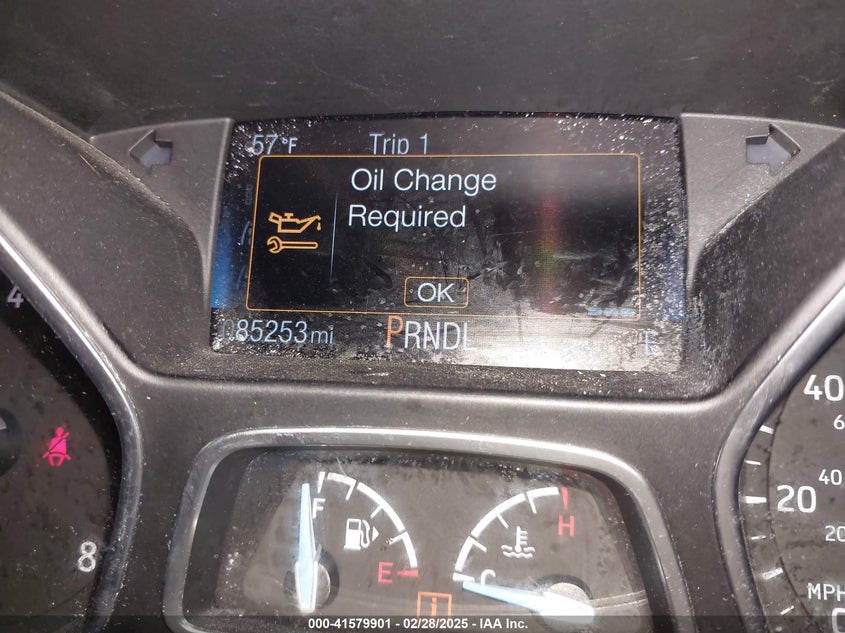 57°F Trip 1
Oil Change
Required
OK
085253mi PRNDL E
4
8
F
E
H
C
i
40
20
40
20
MPH
000-41579901 - 02/28/2025 - IAA Inc.